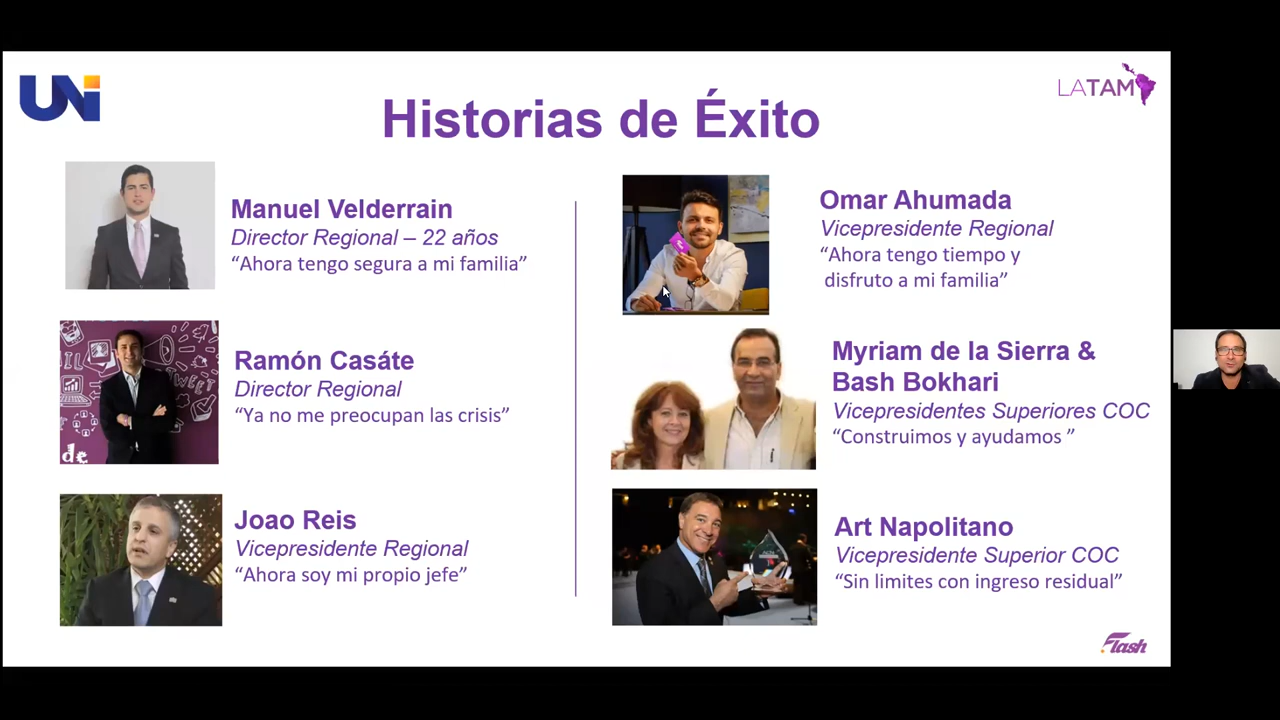 UNi
LATAM
Historias de Éxito
Manuel Velderrain
Director Regional – 22 años
“Ahora tengo segura a mi familia”
Ramón Casáte
Director Regional
“Ya no me preocupan las crisis”
de
Joao Reis
Vicepresidente Regional
“Ahora soy mi propio jefe”
Omar Ahumada
Vicepresidente Regional
“Ahora tengo tiempo y
disfruto a mi familia”
Myriam de la Sierra &
Bash Bokhari
Vicepresidentes Superiores COC
“Construimos y ayudamos ”
Art Napolitano
Vicepresidente Superior COC
“Sin limites con ingreso residual”
Flash